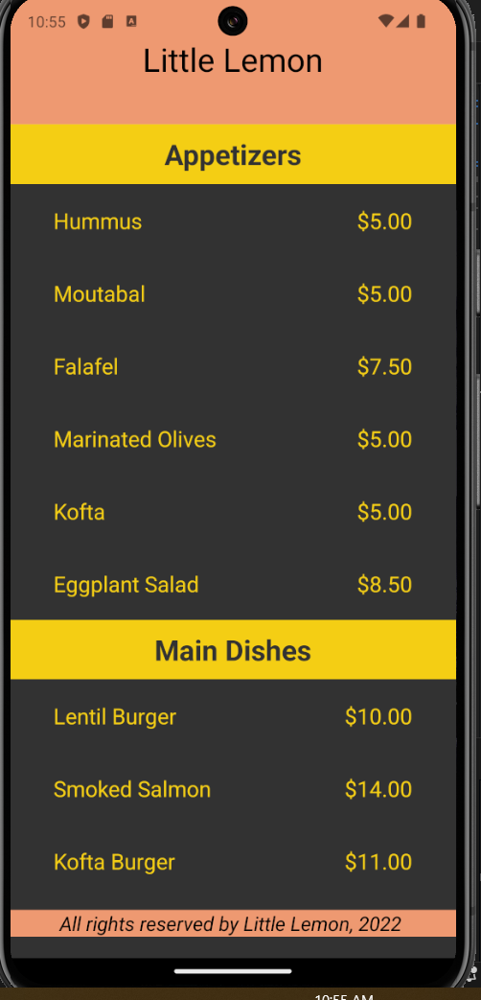 10:55
Little Lemon
Appetizers
Hummus $5.00
Moutabal $5.00
Falafel $7.50
Marinated Olives $5.00
Kofta $5.00
Eggplant Salad $8.50
Main Dishes
Lentil Burger $10.00
Smoked Salmon $14.00
Kofta Burger $11.00
All rights reserved by Little Lemon, 2022
10:55 AM